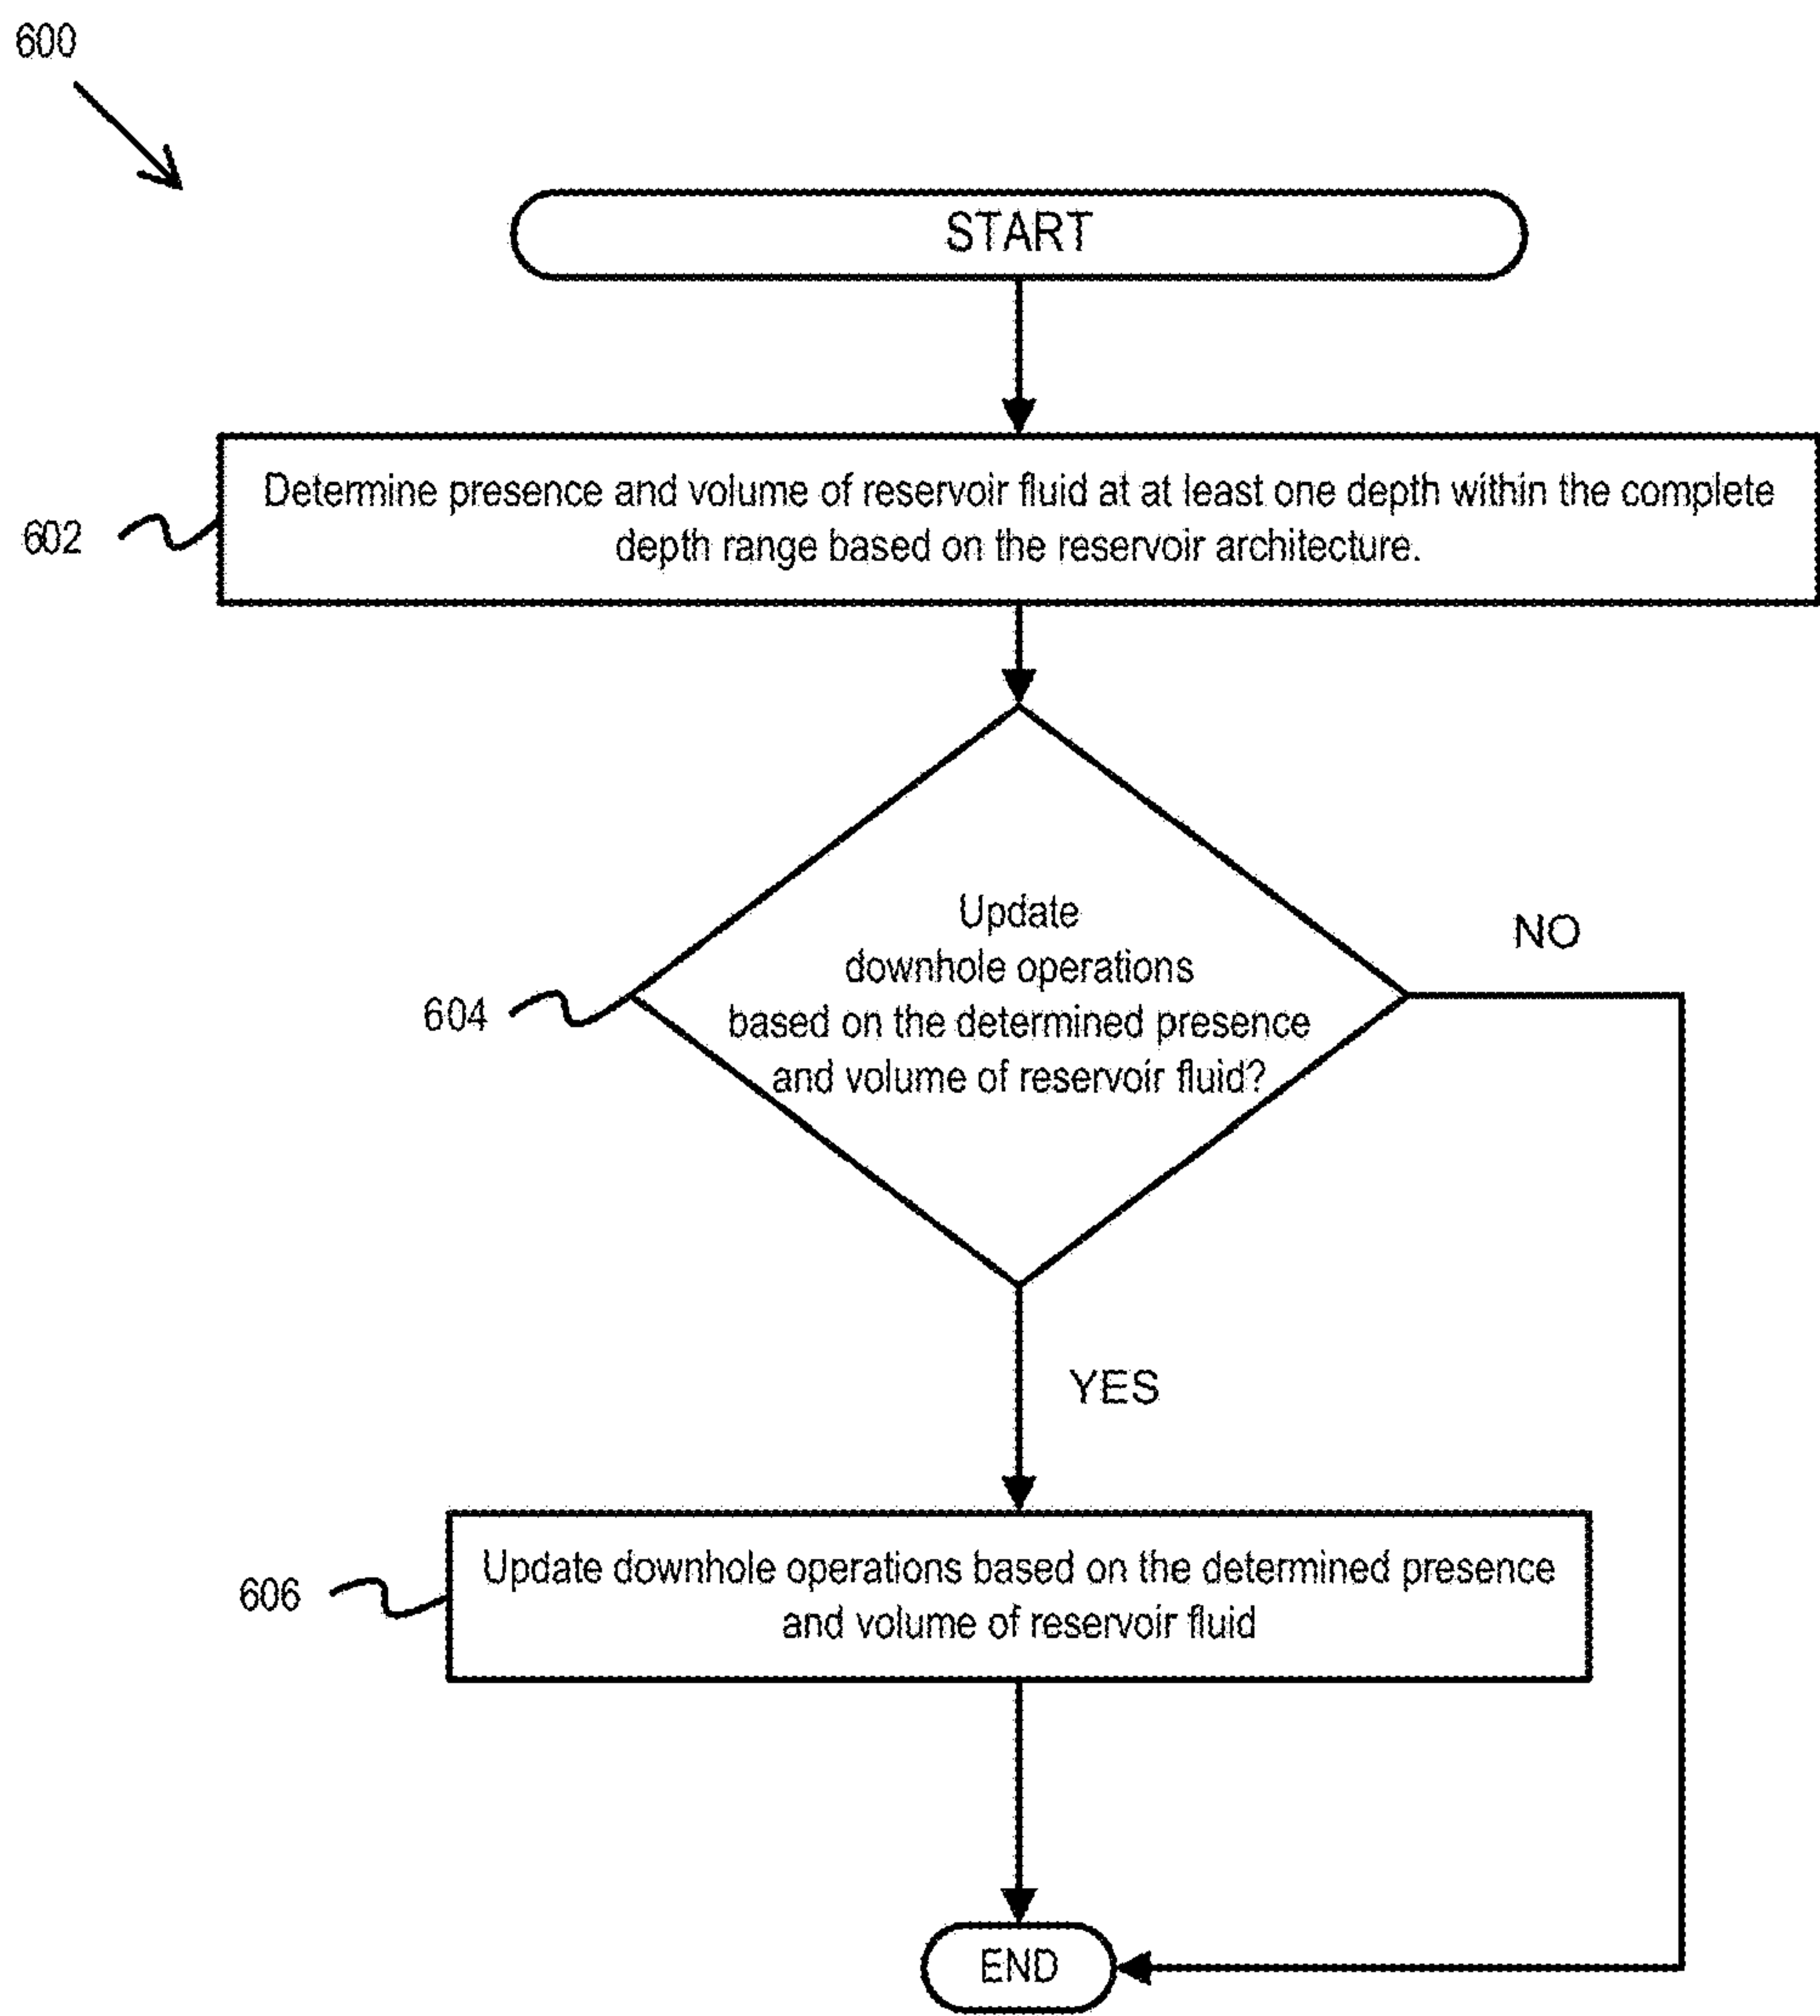 600
START
Determine presence and volume of reservoir fluid at at least one depth within the complete
depth range based on the reservoir architecture.
602
Update
downhole operations
based on the determined presence
and volume of reservoir fluid?
NO
604
YES
Update downhole operations based on the determined presence
and volume of reservoir fluid
606
END